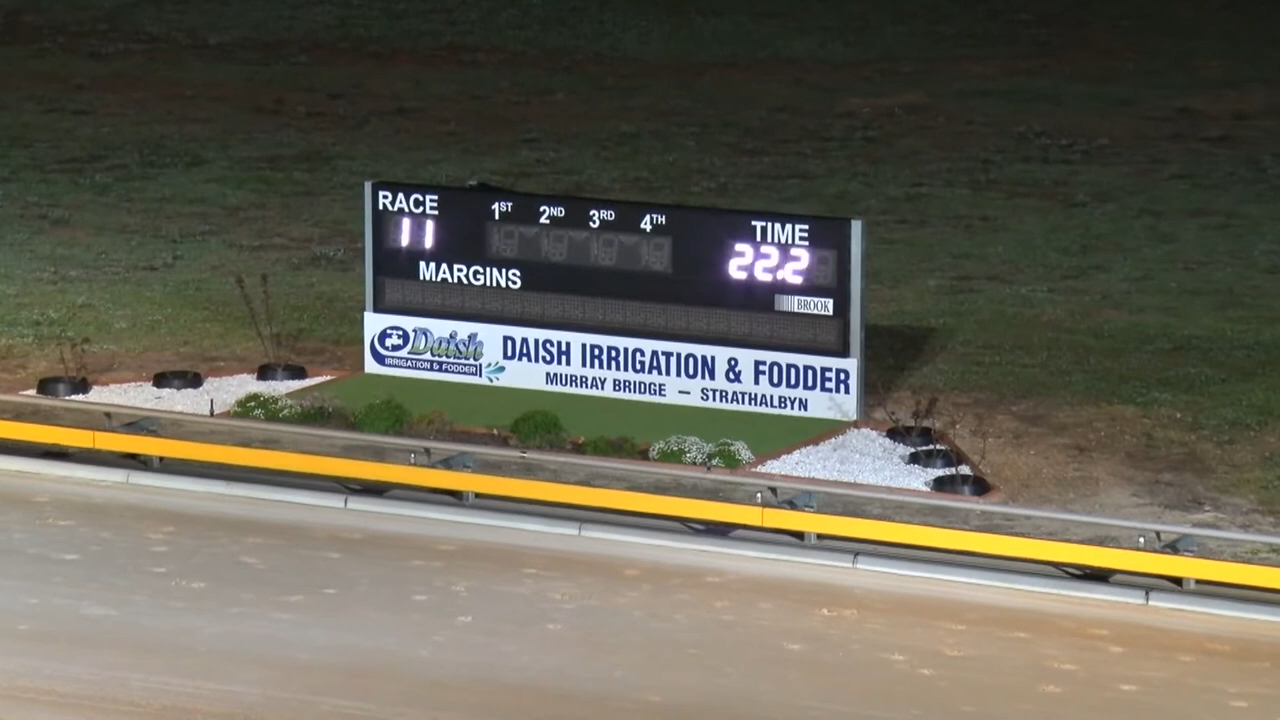 RACE 1ST 2ND 3RD 4TH TIME
11 22.2
MARGINS
BROOK
Daish
IRRIGATION & FODDER
DAISH IRRIGATION & FODDER
MURRAY BRIDGE – STRATHALBYN